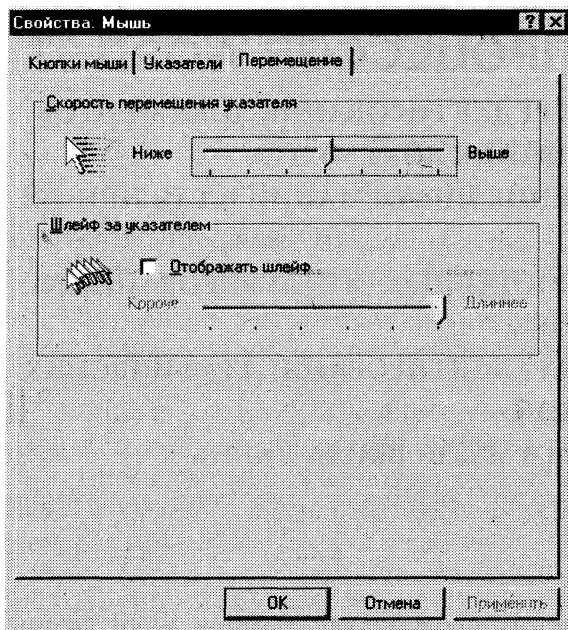 Свойства: Мышь
Кнопки мыши Указатели Перемещение
Скорость перемещения указателя
Ниже Выше
Шлейф за указателем
Отображать шлейф
Короче Длиннее
OK Отмена Применить